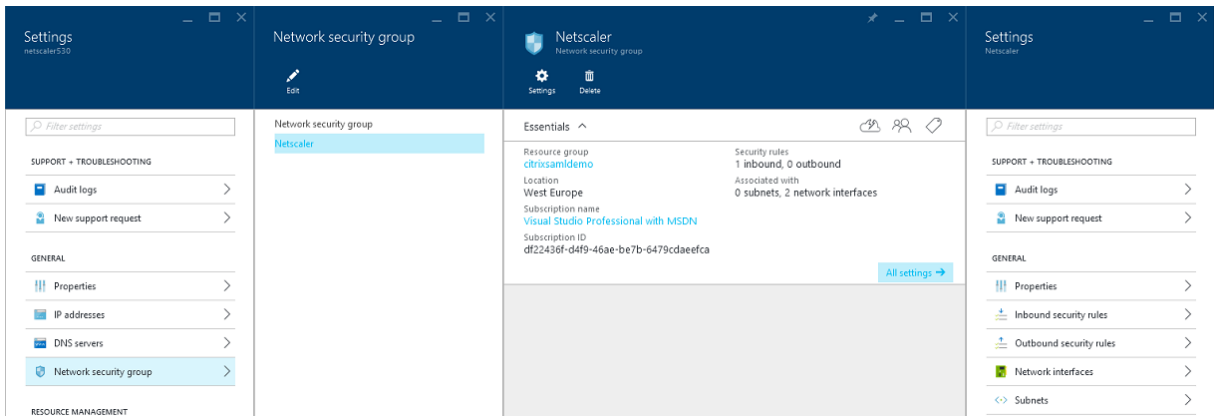 Settings
netscaler530
Filter settings
SUPPORT + TROUBLESHOOTING
Audit logs
New support request
GENERAL
Properties
IP addresses
DNS servers
Network security group
RESOURCE MANAGEMENT
Network security group
Edit
Network security group
Netscaler
Netscaler
Network security group
Settings
Delete
Essentials
Resource group
citrixsamldemo
Location
West Europe
Subscription name
Visual Studio Professional with MSDN
Subscription ID
df22436f-d4f9-46ae-be7b-6479cdaeefca
Security rules
1 inbound, 0 outbound
Associated with
0 subnets, 2 network interfaces
All settings
Settings
Netscaler
Filter settings
SUPPORT + TROUBLESHOOTING
Audit logs
New support request
GENERAL
Properties
Inbound security rules
Outbound security rules
Network interfaces
Subnets